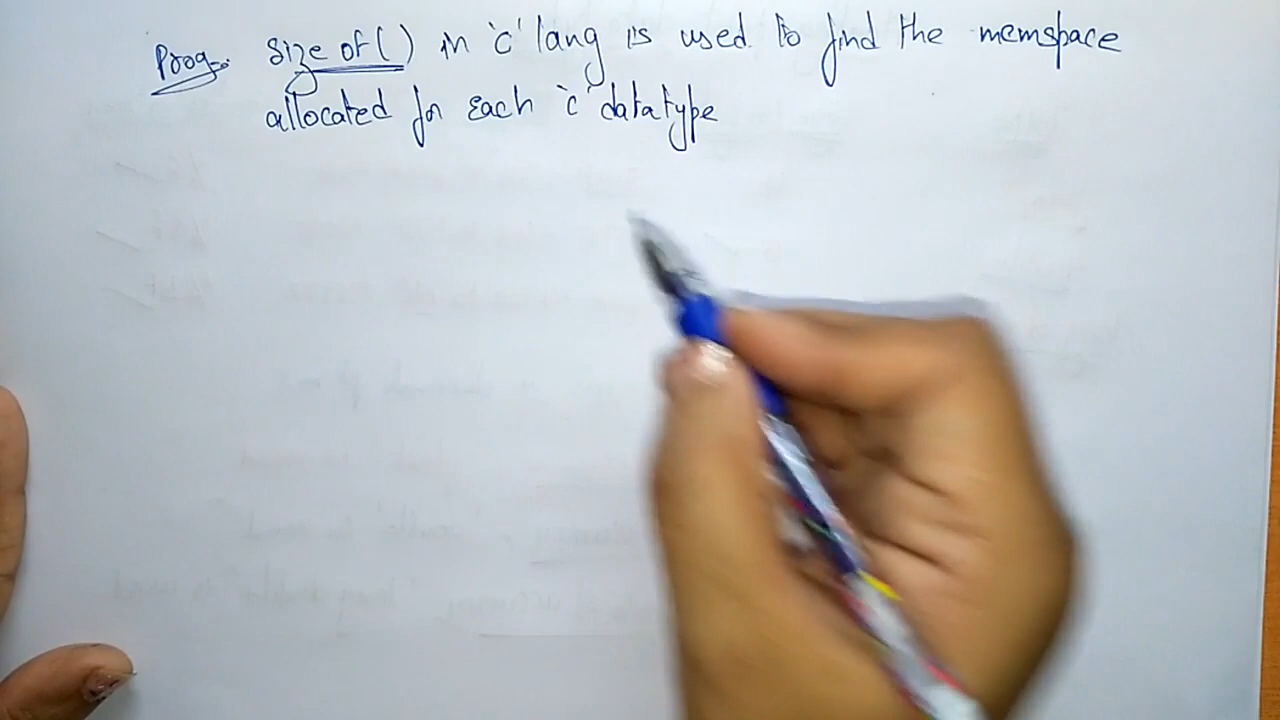 Prog:- Size of ( ) in 'c' lang is used to find the memspace
allocated for each 'c' datatype